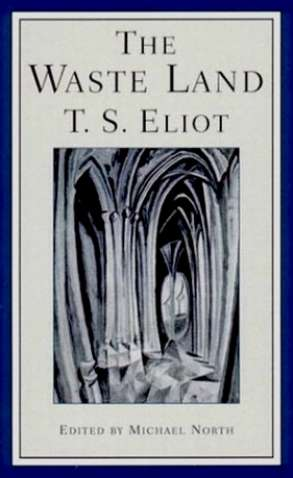 THE
WASTE LAND
T. S. ELIOT
EDITED BY MICHAEL NORTH